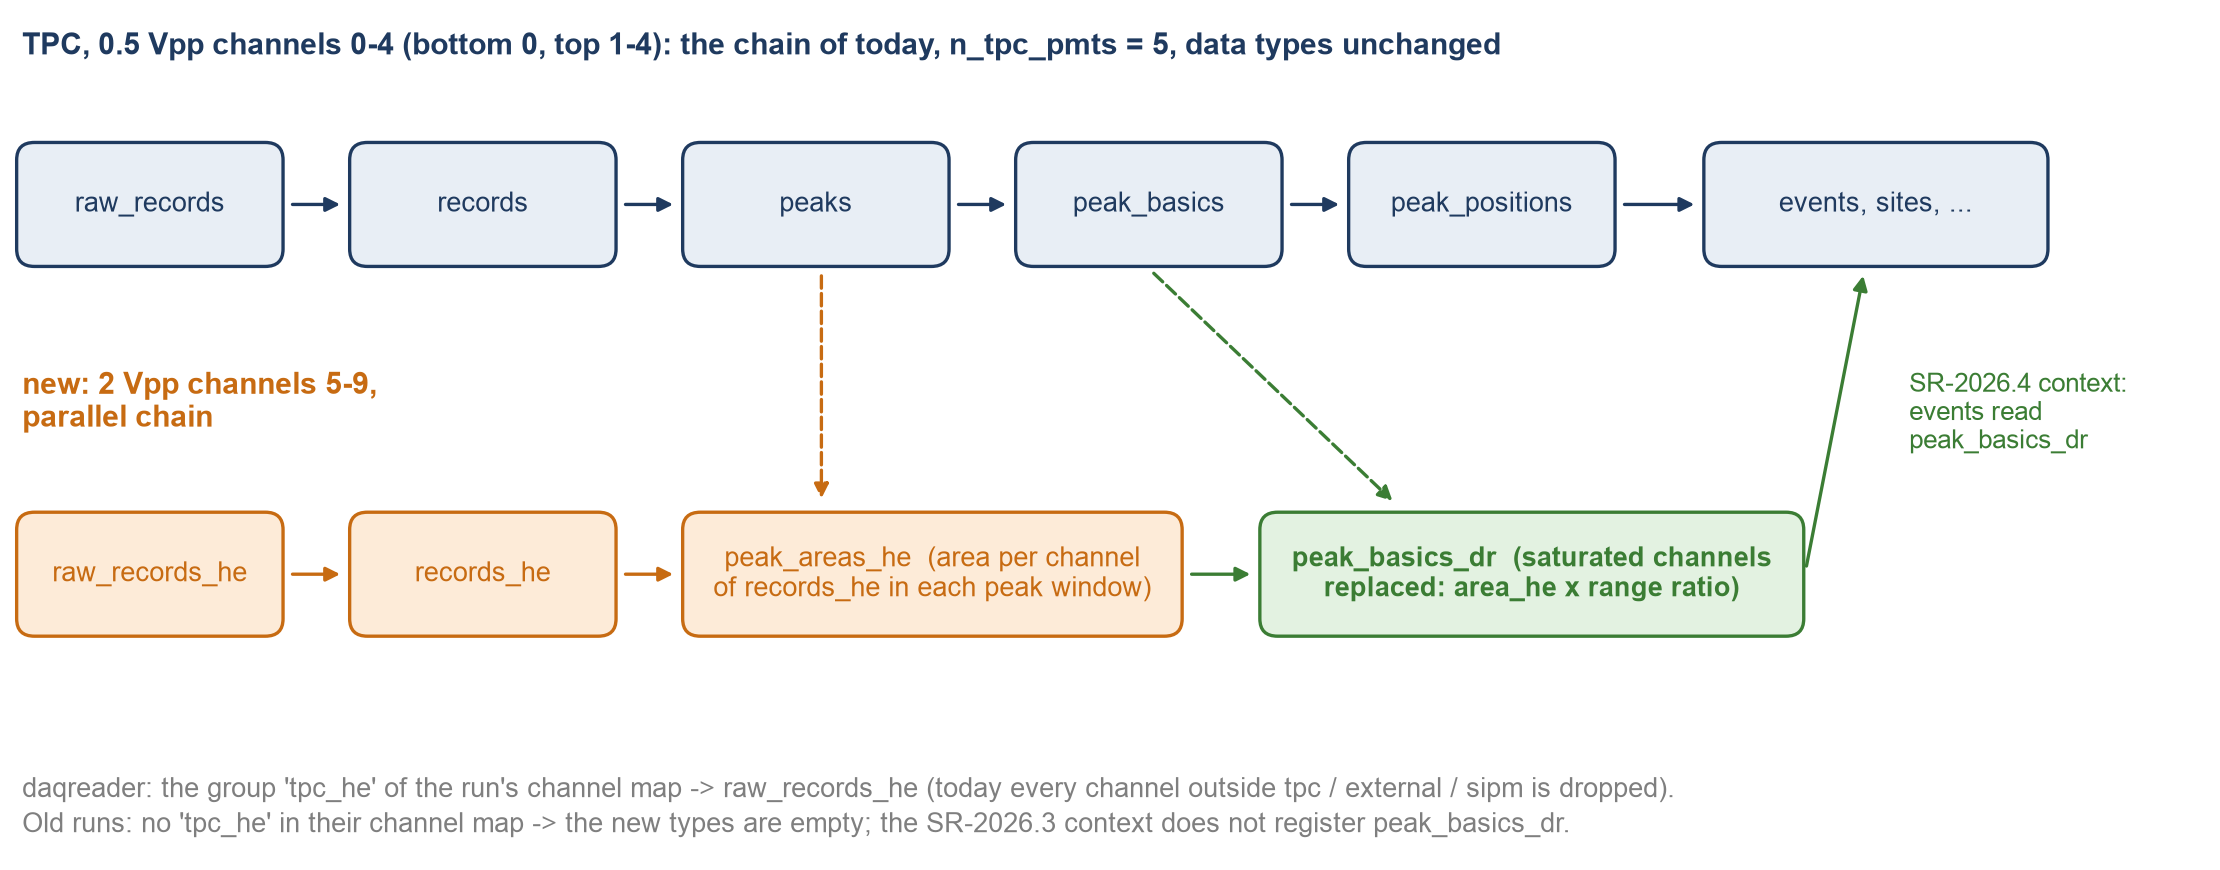 TPC, 0.5 Vpp channels 0-4 (bottom 0, top 1-4): the chain of today, n_tpc_pmts = 5, data types unchanged
raw_records
records
peaks
peak_basics
peak_positions
events, sites, ...
new: 2 Vpp channels 5-9,
parallel chain
SR-2026.4 context:
events read
peak_basics_dr
raw_records_he
records_he
peak_areas_he  (area per channel
of records_he in each peak window)
peak_basics_dr  (saturated channels
replaced: area_he x range ratio)
daqreader: the group 'tpc_he' of the run's channel map -> raw_records_he (today every channel outside tpc / external / sipm is dropped).
Old runs: no 'tpc_he' in their channel map -> the new types are empty; the SR-2026.3 context does not register peak_basics_dr.